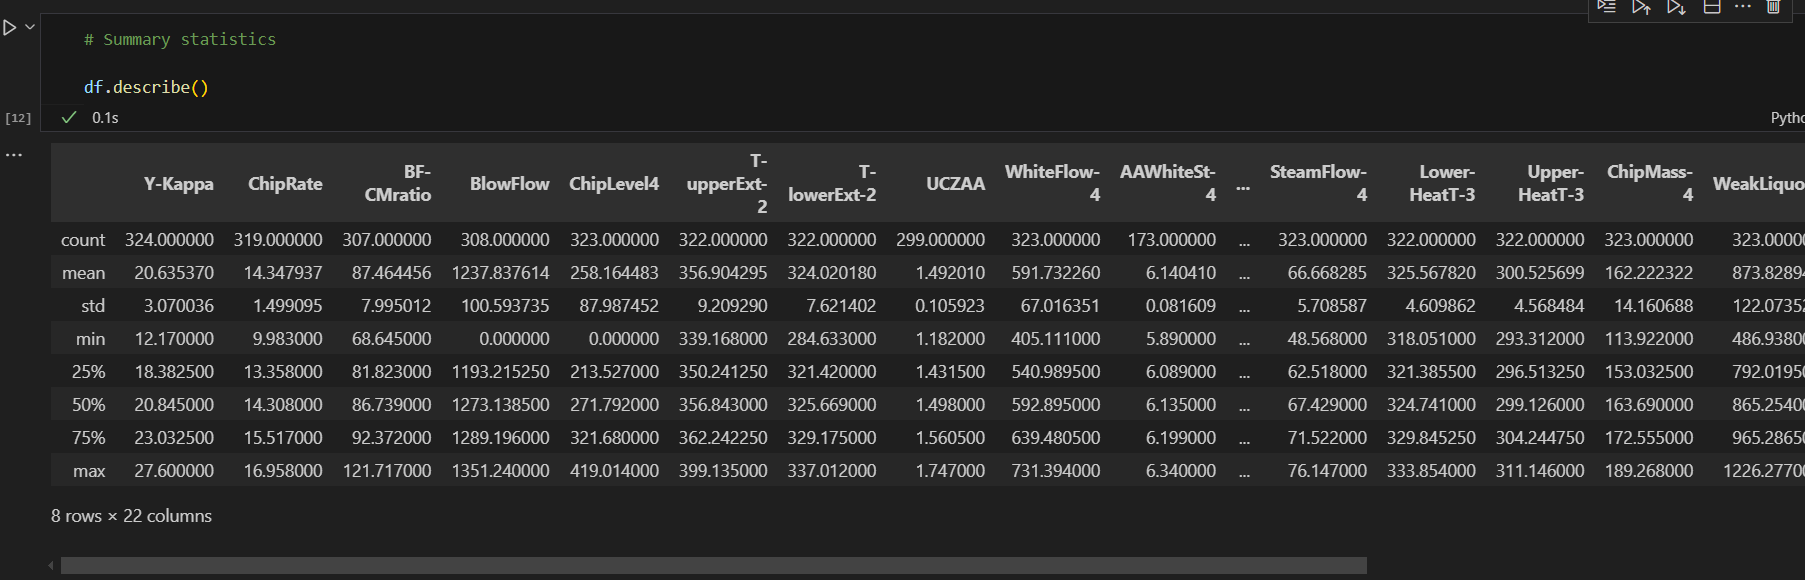 # Summary statistics
df.describe()
[12] 0.1s Pytho
...
Y-Kappa ChipRate BF-CMratio BlowFlow ChipLevel4 T-upperExt-2 T-lowerExt-2 UCZAA WhiteFlow-4 AAWhiteSt-4 ... SteamFlow-4 Lower-HeatT-3 Upper-HeatT-3 ChipMass-4 WeakLiquo
count 324.000000 319.000000 307.000000 308.000000 323.000000 322.000000 322.000000 299.000000 323.000000 173.000000 ... 323.000000 322.000000 322.000000 323.000000 323.0000
mean 20.635370 14.347937 87.464456 1237.837614 258.164483 356.904295 324.020180 1.492010 591.732260 6.140410 ... 66.668285 325.567820 300.525699 162.222322 873.82894
std 3.070036 1.499095 7.995012 100.593735 87.987452 9.209290 7.621402 0.105923 67.016351 0.081609 ... 5.708587 4.609862 4.568484 14.160688 122.07352
min 12.170000 9.983000 68.645000 0.000000 0.000000 339.168000 284.633000 1.182000 405.111000 5.890000 ... 48.568000 318.051000 293.312000 113.922000 486.93800
25% 18.382500 13.358000 81.823000 1193.215250 213.527000 350.241250 321.420000 1.431500 540.989500 6.089000 ... 62.518000 321.385500 296.513250 153.032500 792.01950
50% 20.845000 14.308000 86.739000 1273.138500 271.792000 356.843000 325.669000 1.498000 592.895000 6.135000 ... 67.429000 324.741000 299.126000 163.690000 865.25400
75% 23.032500 15.517000 92.372000 1289.196000 321.680000 362.242250 329.175000 1.560500 639.480500 6.199000 ... 71.522000 329.845250 304.244750 172.555000 965.28650
max 27.600000 16.958000 121.717000 1351.240000 419.014000 399.135000 337.012000 1.747000 731.394000 6.340000 ... 76.147000 333.854000 311.146000 189.268000 1226.27700
8 rows × 22 columns